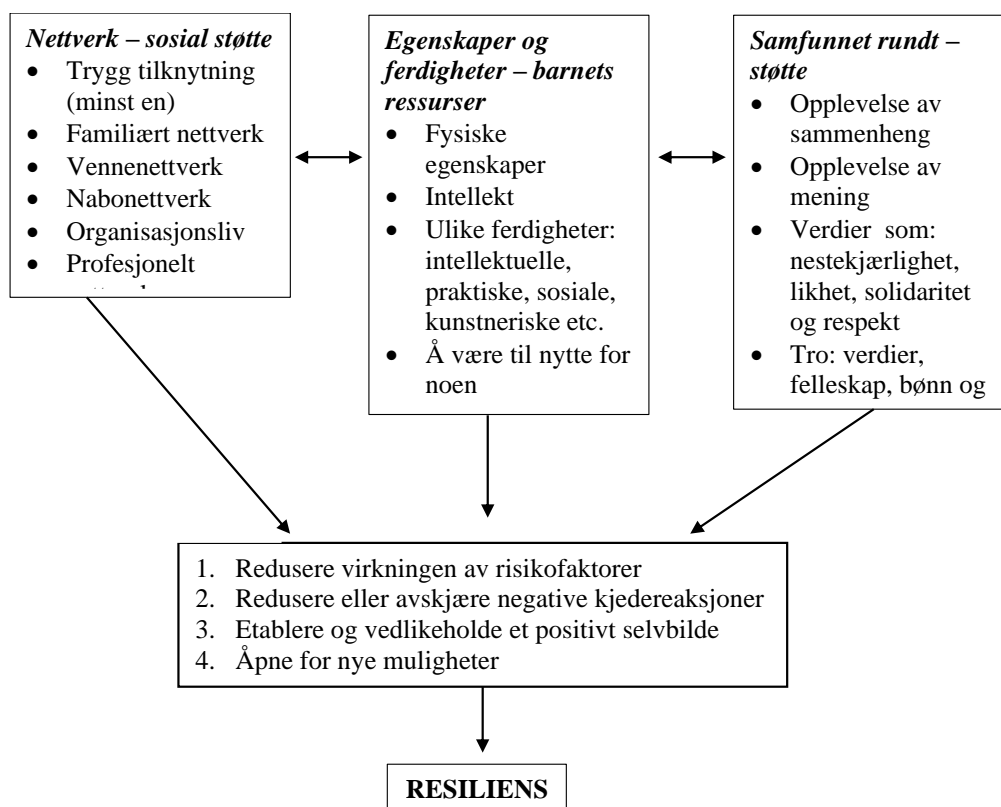 Nettverk – sosial støtte
• Trygg tilknytning
(minst en)
• Familiært nettverk
• Vennenettverk
• Nabonettverk
• Organisasjonsliv
• Profesjonelt
Egenskaper og
ferdigheter – barnets
ressurser
• Fysiske
egenskaper
• Intellekt
• Ulike ferdigheter:
intellektuelle,
praktiske, sosiale,
kunstneriske etc.
• Å være til nytte for
noen
Samfunnet rundt –
støtte
• Opplevelse av
sammenheng
• Opplevelse av
mening
• Verdier som:
nestekjærlighet,
likhet, solidaritet
og respekt
• Tro: verdier,
felleskap, bønn og
1. Redusere virkningen av risikofaktorer
2. Redusere eller avskjære negative kjedereaksjoner
3. Etablere og vedlikeholde et positivt selvbilde
4. Åpne for nye muligheter
RESILIENS